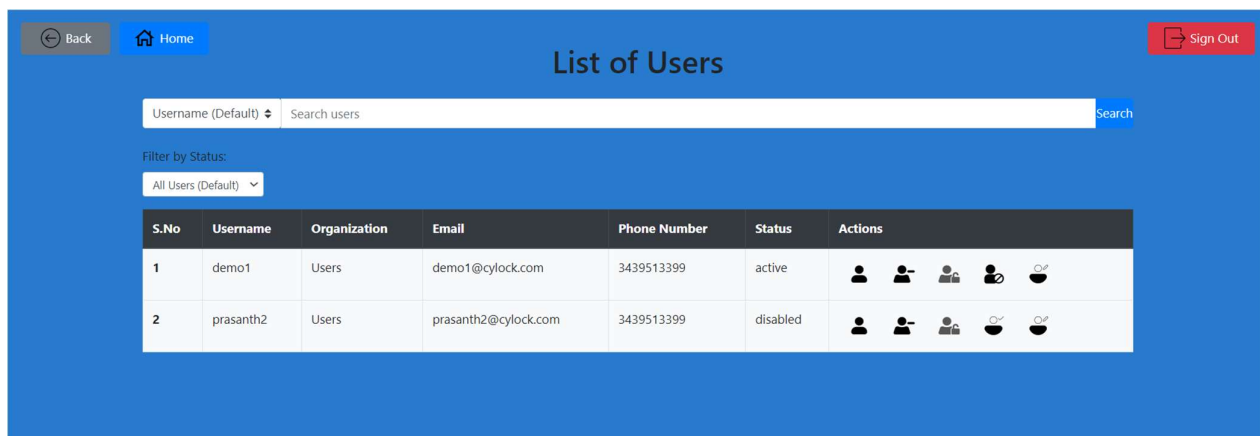 Back Home Sign Out
List of Users
Username (Default) Search users Search
Filter by Status:
All Users (Default)
S.No Username Organization Email Phone Number Status Actions
1 demo1 Users demo1@cylock.com 3439513399 active
2 prasanth2 Users prasanth2@cylock.com 3439513399 disabled